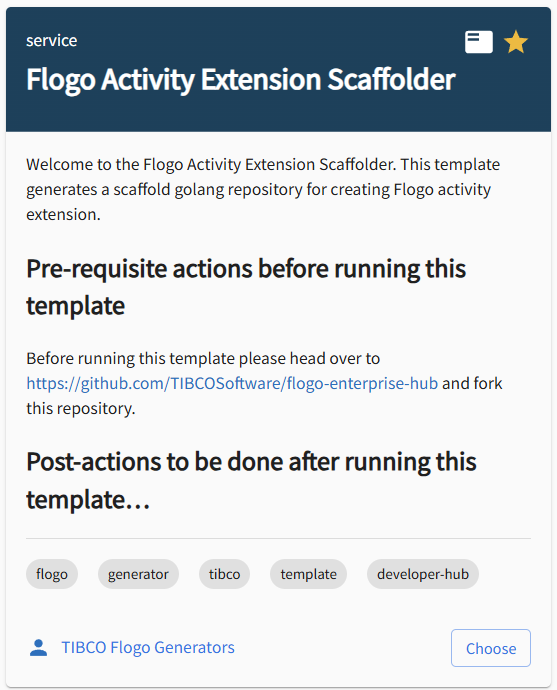 service
Flogo Activity Extension Scaffolder
Welcome to the Flogo Activity Extension Scaffolder. This template
generates a scaffold golang repository for creating Flogo activity
extension.
Pre-requisite actions before running this
template
Before running this template please head over to
https://github.com/TIBCOSoftware/flogo-enterprise-hub and fork
this repository.
Post-actions to be done after running this
template…
flogo generator tibco template developer-hub
TIBCO Flogo Generators Choose